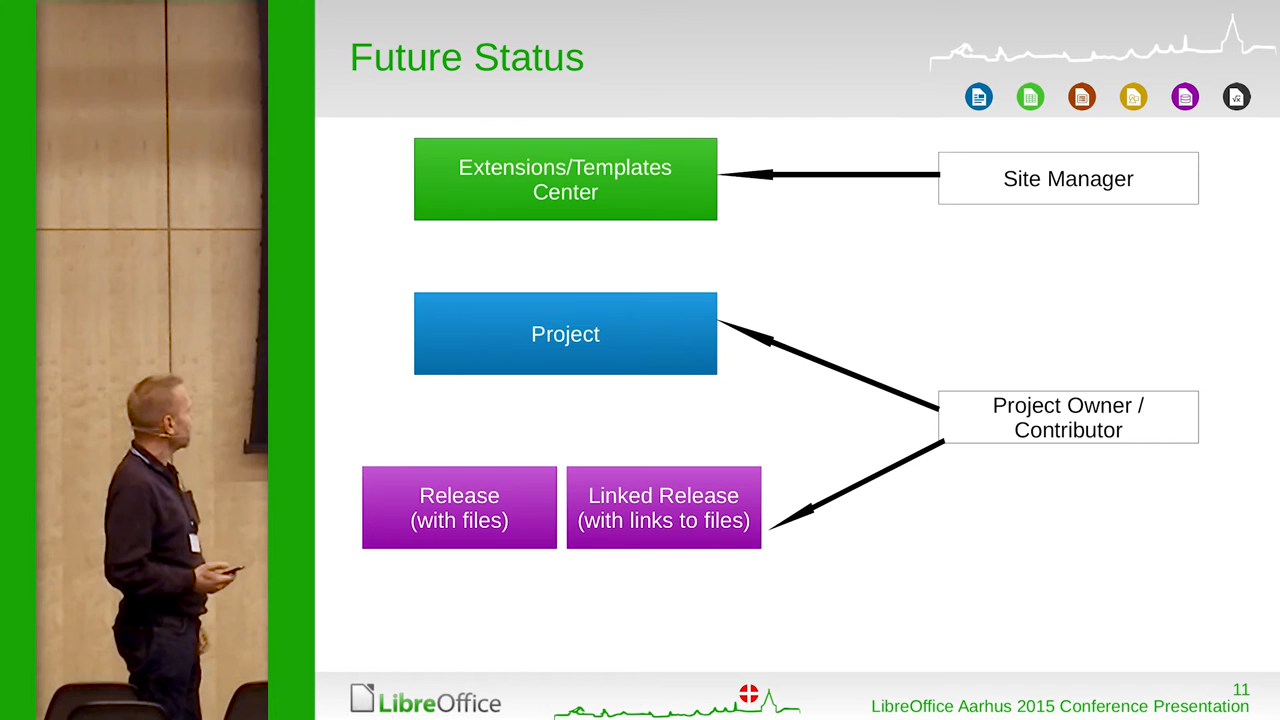 Future Status
Extensions/Templates
Center
Site Manager
Project
Project Owner /
Contributor
Release
(with files)
Linked Release
(with links to files)
LibreOffice
11
LibreOffice Aarhus 2015 Conference Presentation